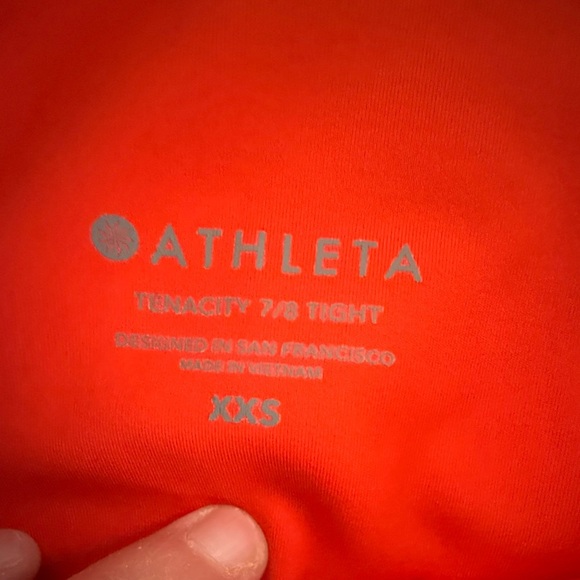 ATHLETA
TENACITY 7/8 TIGHT
DESIGNED IN SAN FRANCISCO
MADE IN VIETNAM
XXS